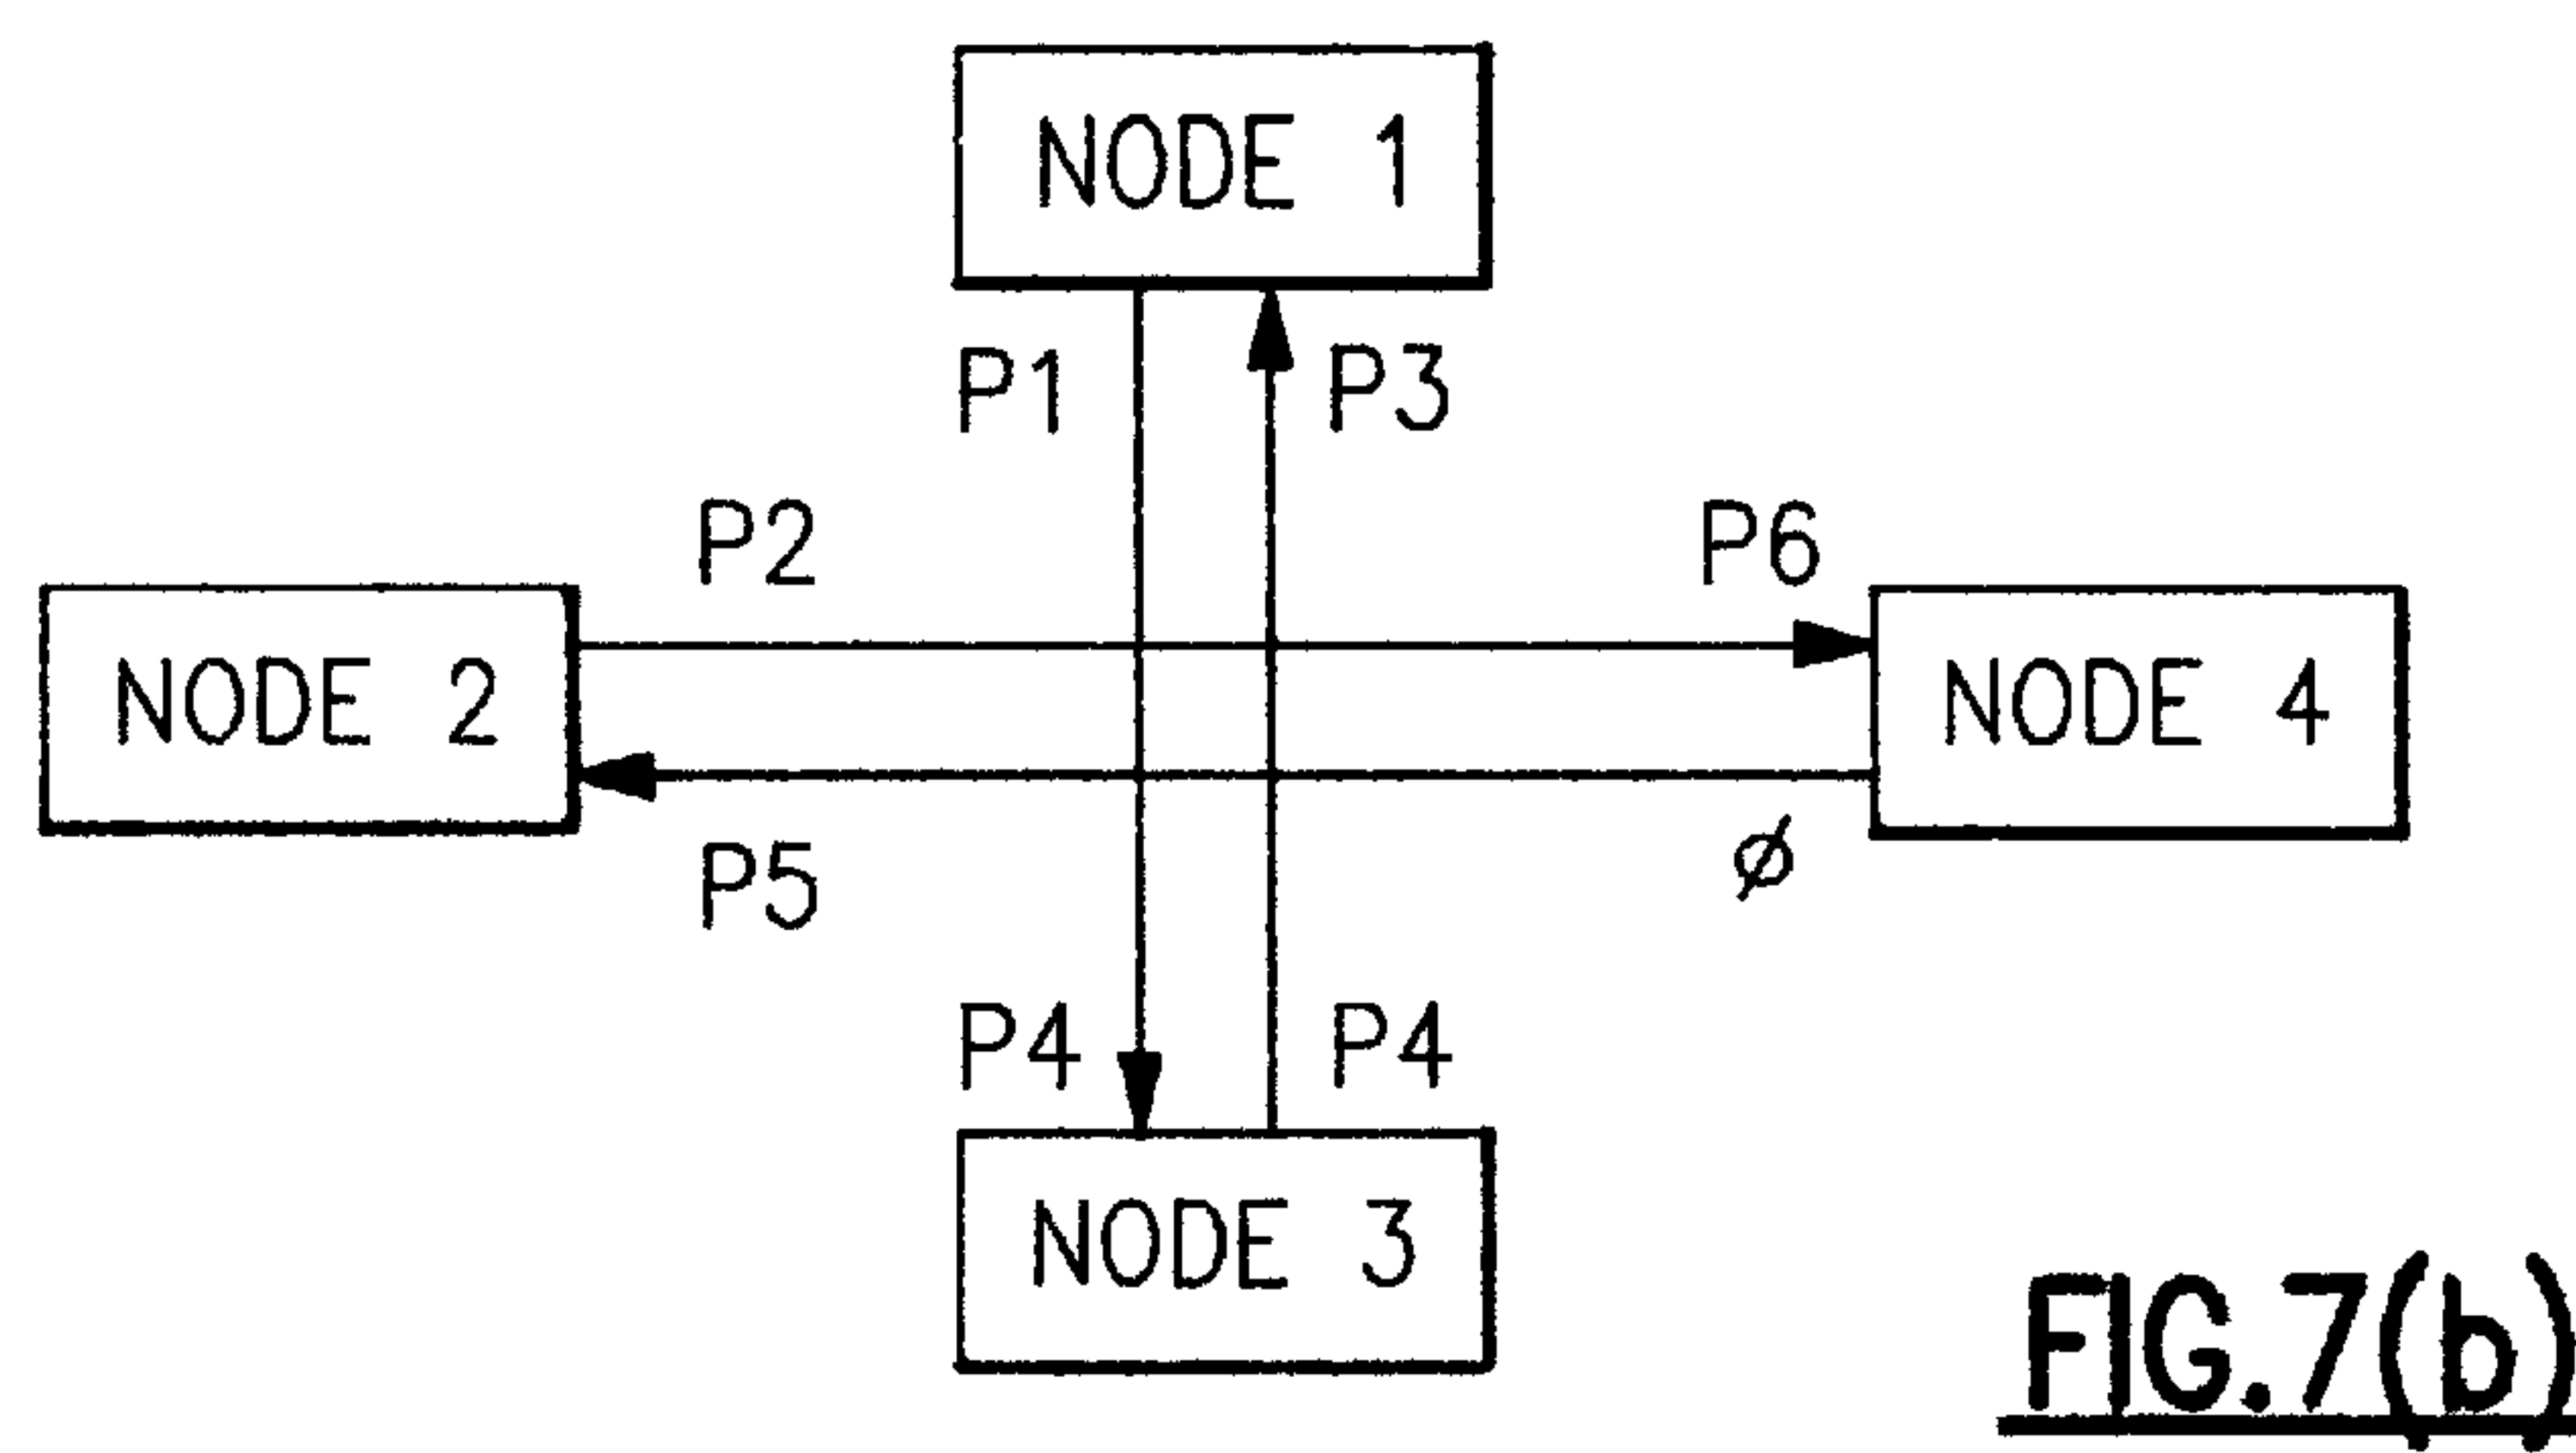 NODE 1
P1
P3
P2
P6
NODE 2
NODE 4
P5
ϕ
P4
P4
NODE 3
FIG.7(b)